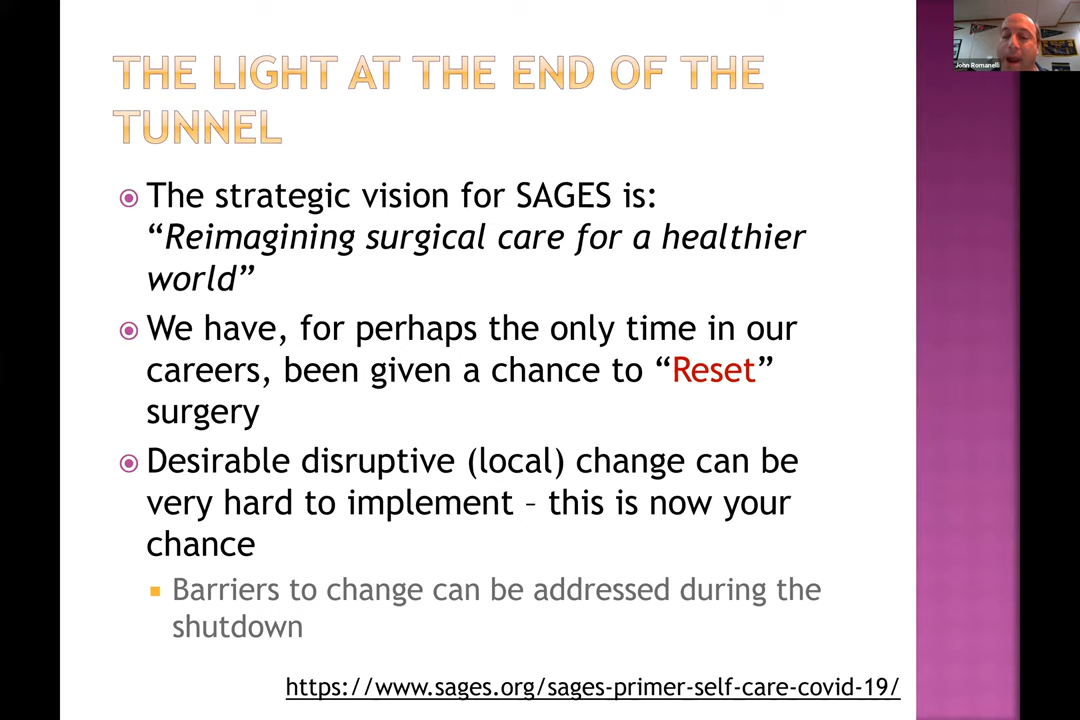 THE LIGHT AT THE END OF THE
TUNNEL
The strategic vision for SAGES is:
“Reimagining surgical care for a healthier
world”
We have, for perhaps the only time in our
careers, been given a chance to “Reset”
surgery
Desirable disruptive (local) change can be
very hard to implement – this is now your
chance
Barriers to change can be addressed during the
shutdown
https://www.sages.org/sages-primer-self-care-covid-19/
John Romanelli